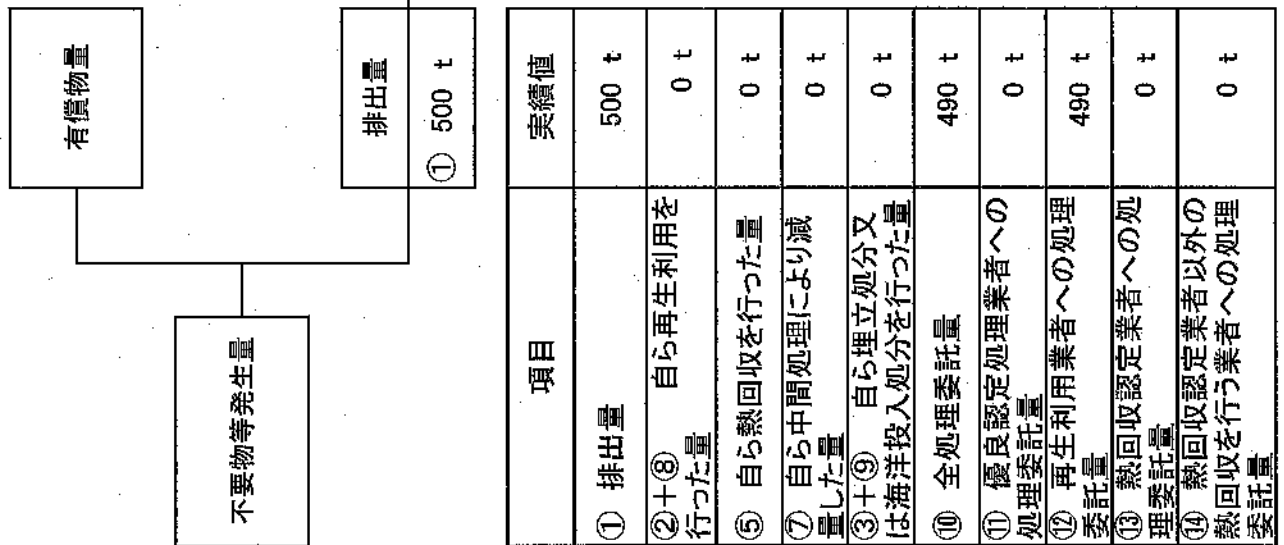 不要物等発生量
有償物量
排出量
① 500 t
項目
実績値
① 排出量
500 t
②+⑧ 自ら再生利用を
行った量
0 t
⑤ 自ら熱回収を行った量
0 t
⑦ 自ら中間処理により減
量した量
0 t
③+⑨ 自ら埋立処分又
は海洋投入処分を行った量
0 t
⑩ 全処理委託量
490 t
⑪ 優良認定処理業者への
処理委託量
0 t
⑫ 再生利用業者への処理
委託量
490 t
⑬ 熱回収認定業者への処
理委託量
0 t
⑭ 熱回収認定業者以外の
熱回収を行う業者への処理
委託量
0 t